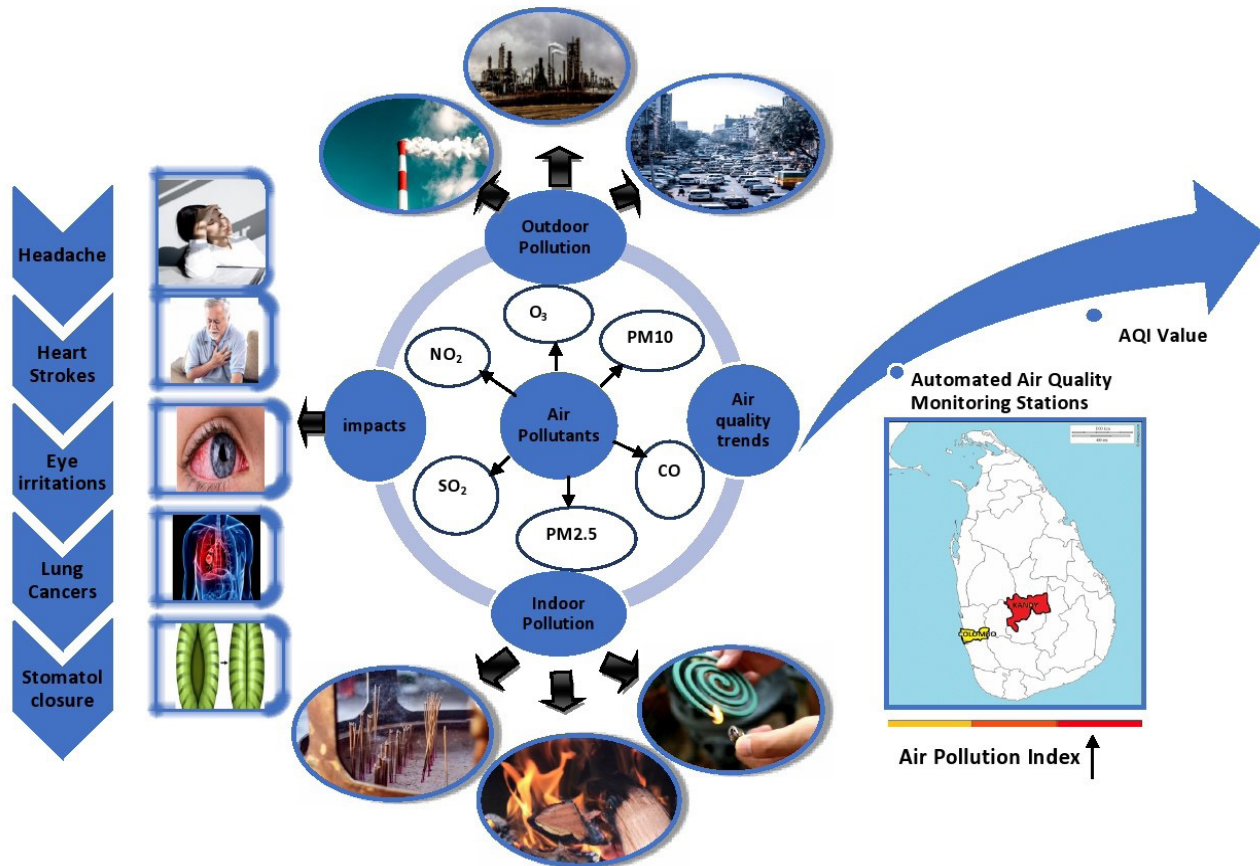 Headache
Heart
Strokes
Eye
irritations
Lung
Cancers
Stomatol
closure
impacts
Outdoor
Pollution
O₃
NO₂
PM10
Air
Pollutants
SO₂
CO
PM2.5
Indoor
Pollution
Air
quality
trends
AQI Value
Automated Air Quality
Monitoring Stations
KANDY
COLOMBO
Air Pollution Index